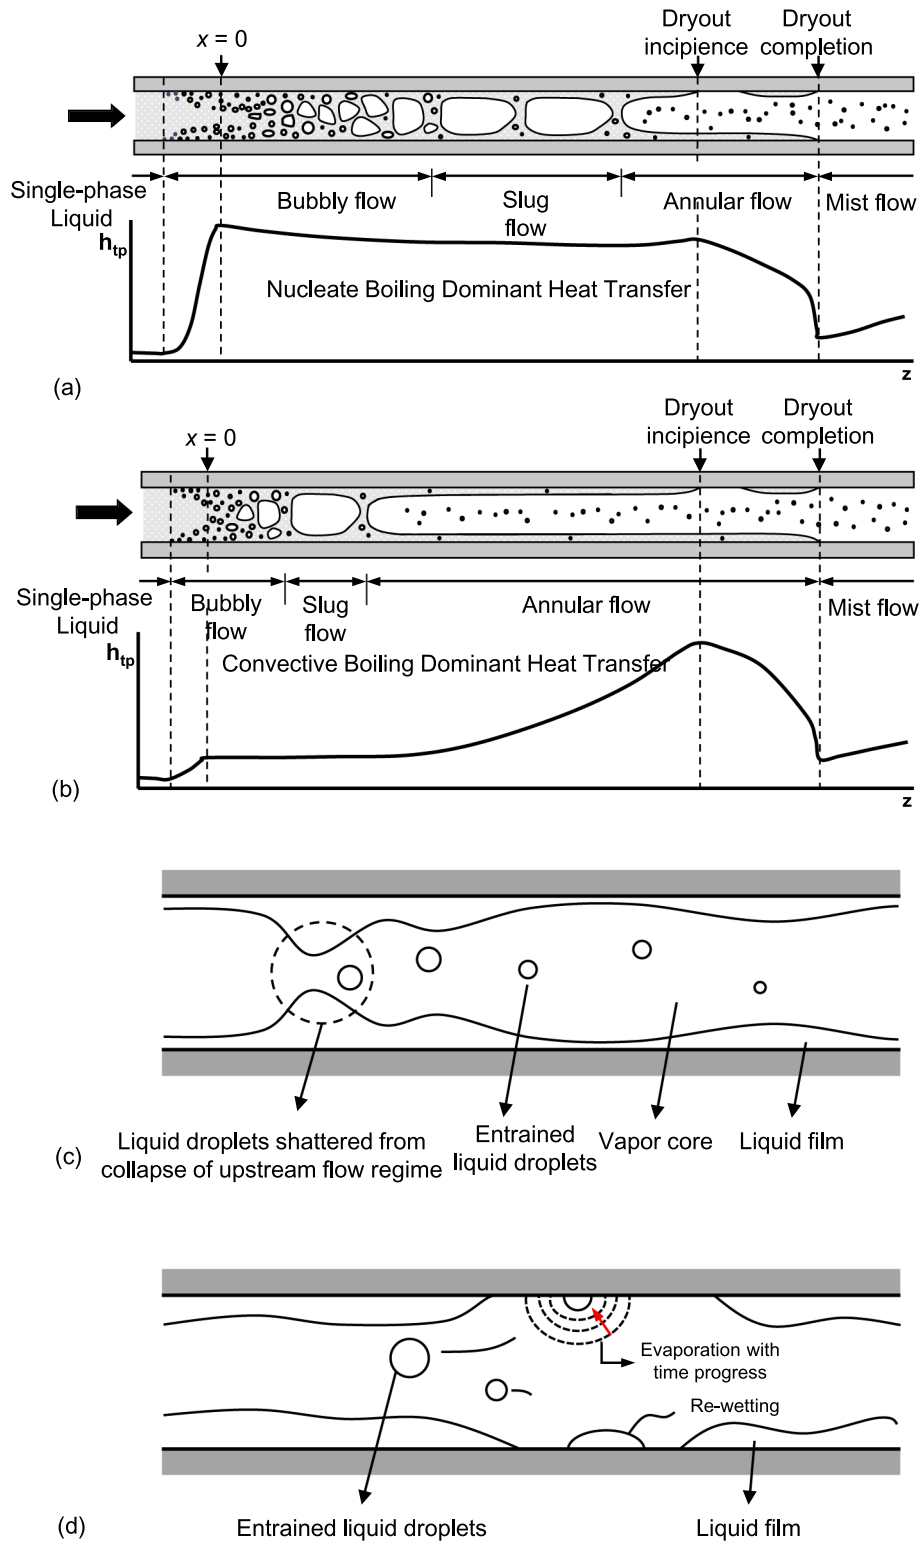 x = 0
Dryout
incipience
Dryout
completion
Single-phase
Liquid
Bubbly flow
Slug
flow
Annular flow
Mist flow
htp
Nucleate Boiling Dominant Heat Transfer
z
(a)
x = 0
Dryout
incipience
Dryout
completion
Single-phase
Liquid
Bubbly
flow
Slug
flow
Annular flow
Mist flow
htp
Convective Boiling Dominant Heat Transfer
z
(b)
Liquid droplets shattered from
collapse of upstream flow regime
Entrained
liquid droplets
Vapor core
Liquid film
(c)
Evaporation with
time progress
Re-wetting
Entrained liquid droplets
Liquid film
(d)